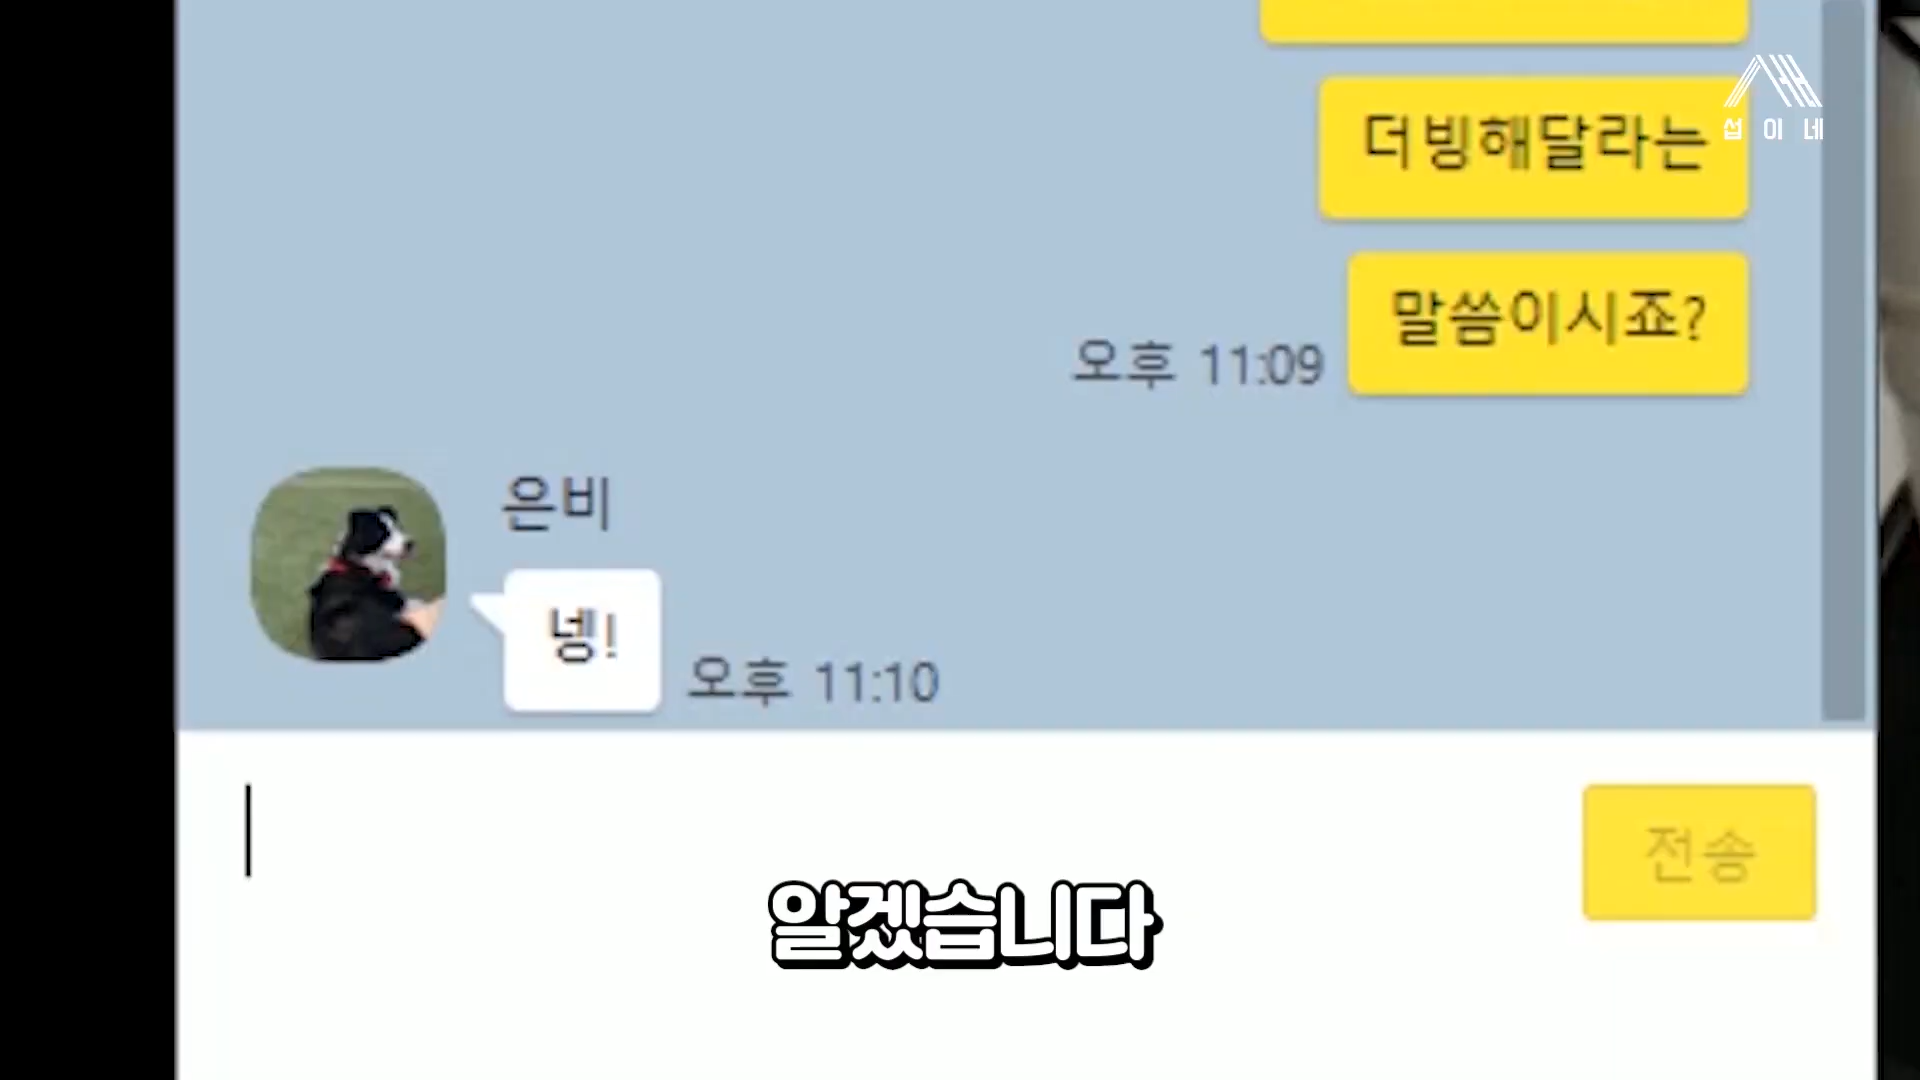 더빙해달라는
섭이네
말씀이시죠?
오후 11:09
은비
넹!
오후 11:10
전송
알겠습니다